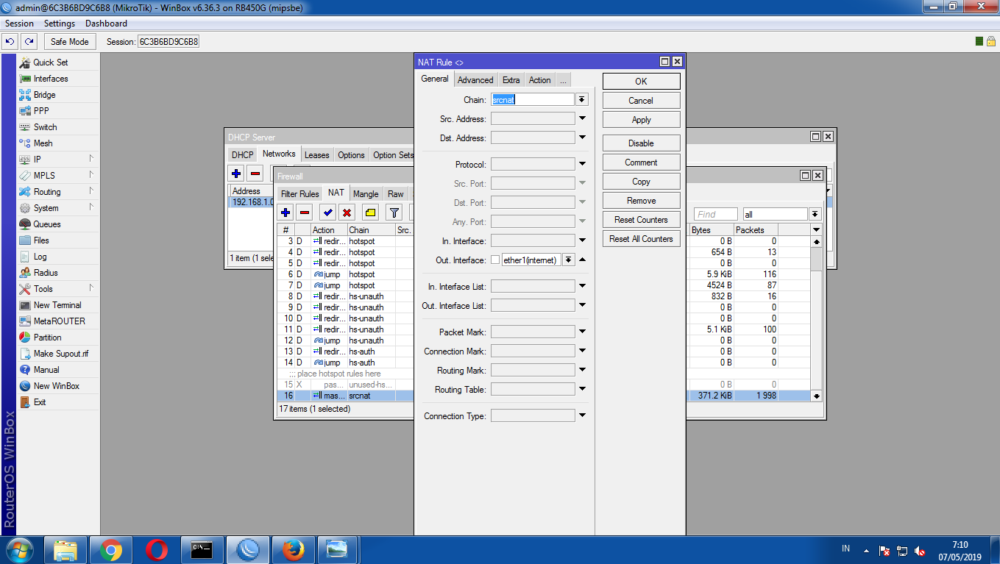 admin@6C3B6BD9C6B8 (MikroTik) - WinBox v6.36.3 on RB450G (mipsbe)
Session Settings Dashboard
Safe Mode Session: 6C3B6BD9C6B8
Quick Set
Interfaces
Bridge
PPP
Switch
Mesh
IP
MPLS
Routing
System
Queues
Files
Log
Radius
Tools
New Terminal
MetaROUTER
Partition
Make Supout.rif
Manual
New WinBox
Exit
RouterOS WinBox
DHCP Server
DHCP Networks Leases Options Option Sets
Address
192.168.1.0
1 item (1 sele
Firewall
Filter Rules NAT Mangle Raw
Find all
# Action Chain Src. Bytes Packets
3 D redir... hotspot 0 B 0
4 D redir... hotspot 654 B 13
5 D redir... hotspot 0 B 0
6 D jump hotspot 5.9 KiB 116
7 D jump hotspot 4524 B 87
8 D redir... hs-unauth 832 B 16
9 D redir... hs-unauth 0 B 0
10 D redir... hs-unauth 0 B 0
11 D redir... hs-unauth 5.1 KiB 100
12 D jump hs-unauth 0 B 0
13 D redir... hs-auth 0 B 0
14 D jump hs-auth 0 B 0
;;; place hotspot rules here
15 X pas... unused-hs... 0 B 0
16 mas... srcnat 371.2 KiB 1 998
17 items (1 selected)
NAT Rule <>
General Advanced Extra Action ...
Chain: srcnat
Src. Address:
Dst. Address:
Protocol:
Src. Port:
Dst. Port:
Any. Port:
In. Interface:
Out. Interface: ether1(internet)
In. Interface List:
Out. Interface List:
Packet Mark:
Connection Mark:
Routing Mark:
Routing Table:
Connection Type:
OK
Cancel
Apply
Disable
Comment
Copy
Remove
Reset Counters
Reset All Counters
C:\.
IN
7:10
07/05/2019